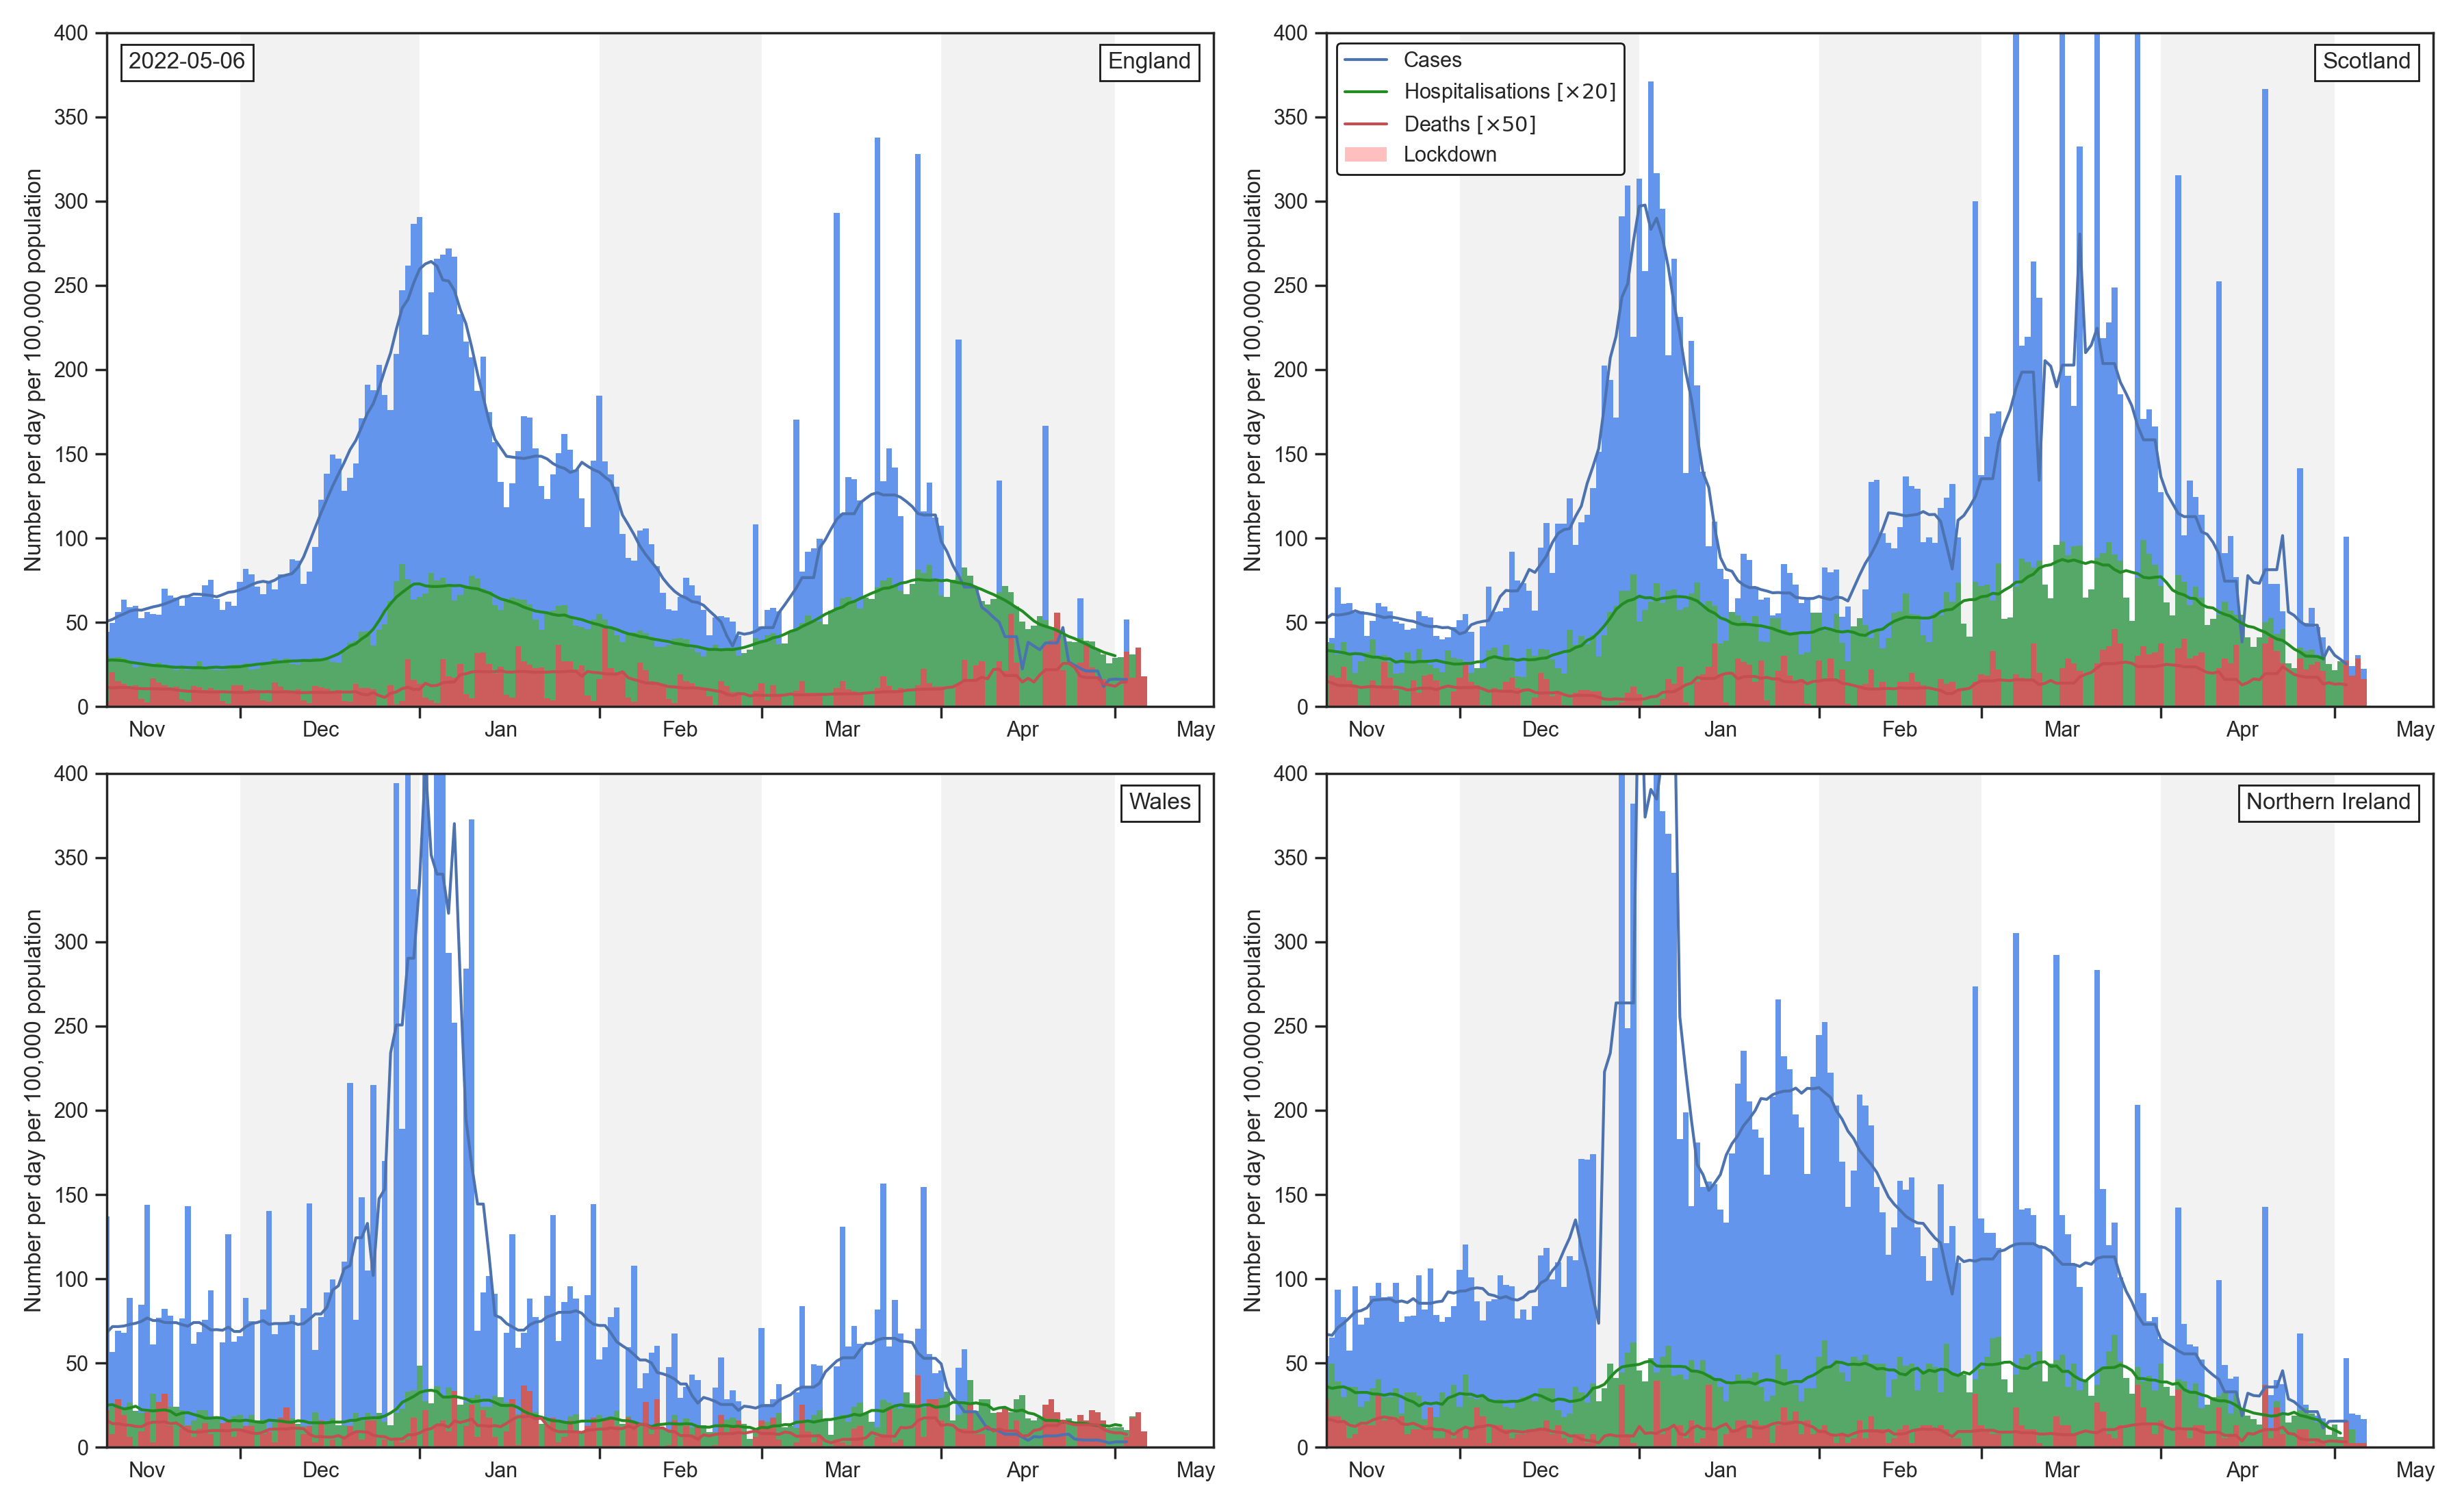 2022-05-06
England
Number per day per 100,000 population
400
350
300
250
200
150
100
50
0
Nov Dec Jan Feb Mar Apr May
Cases
Hospitalisations [×20]
Deaths [×50]
Lockdown
Scotland
Number per day per 100,000 population
400
350
300
250
200
150
100
50
0
Nov Dec Jan Feb Mar Apr May
Wales
Number per day per 100,000 population
400
350
300
250
200
150
100
50
0
Nov Dec Jan Feb Mar Apr May
Northern Ireland
Number per day per 100,000 population
400
350
300
250
200
150
100
50
0
Nov Dec Jan Feb Mar Apr May